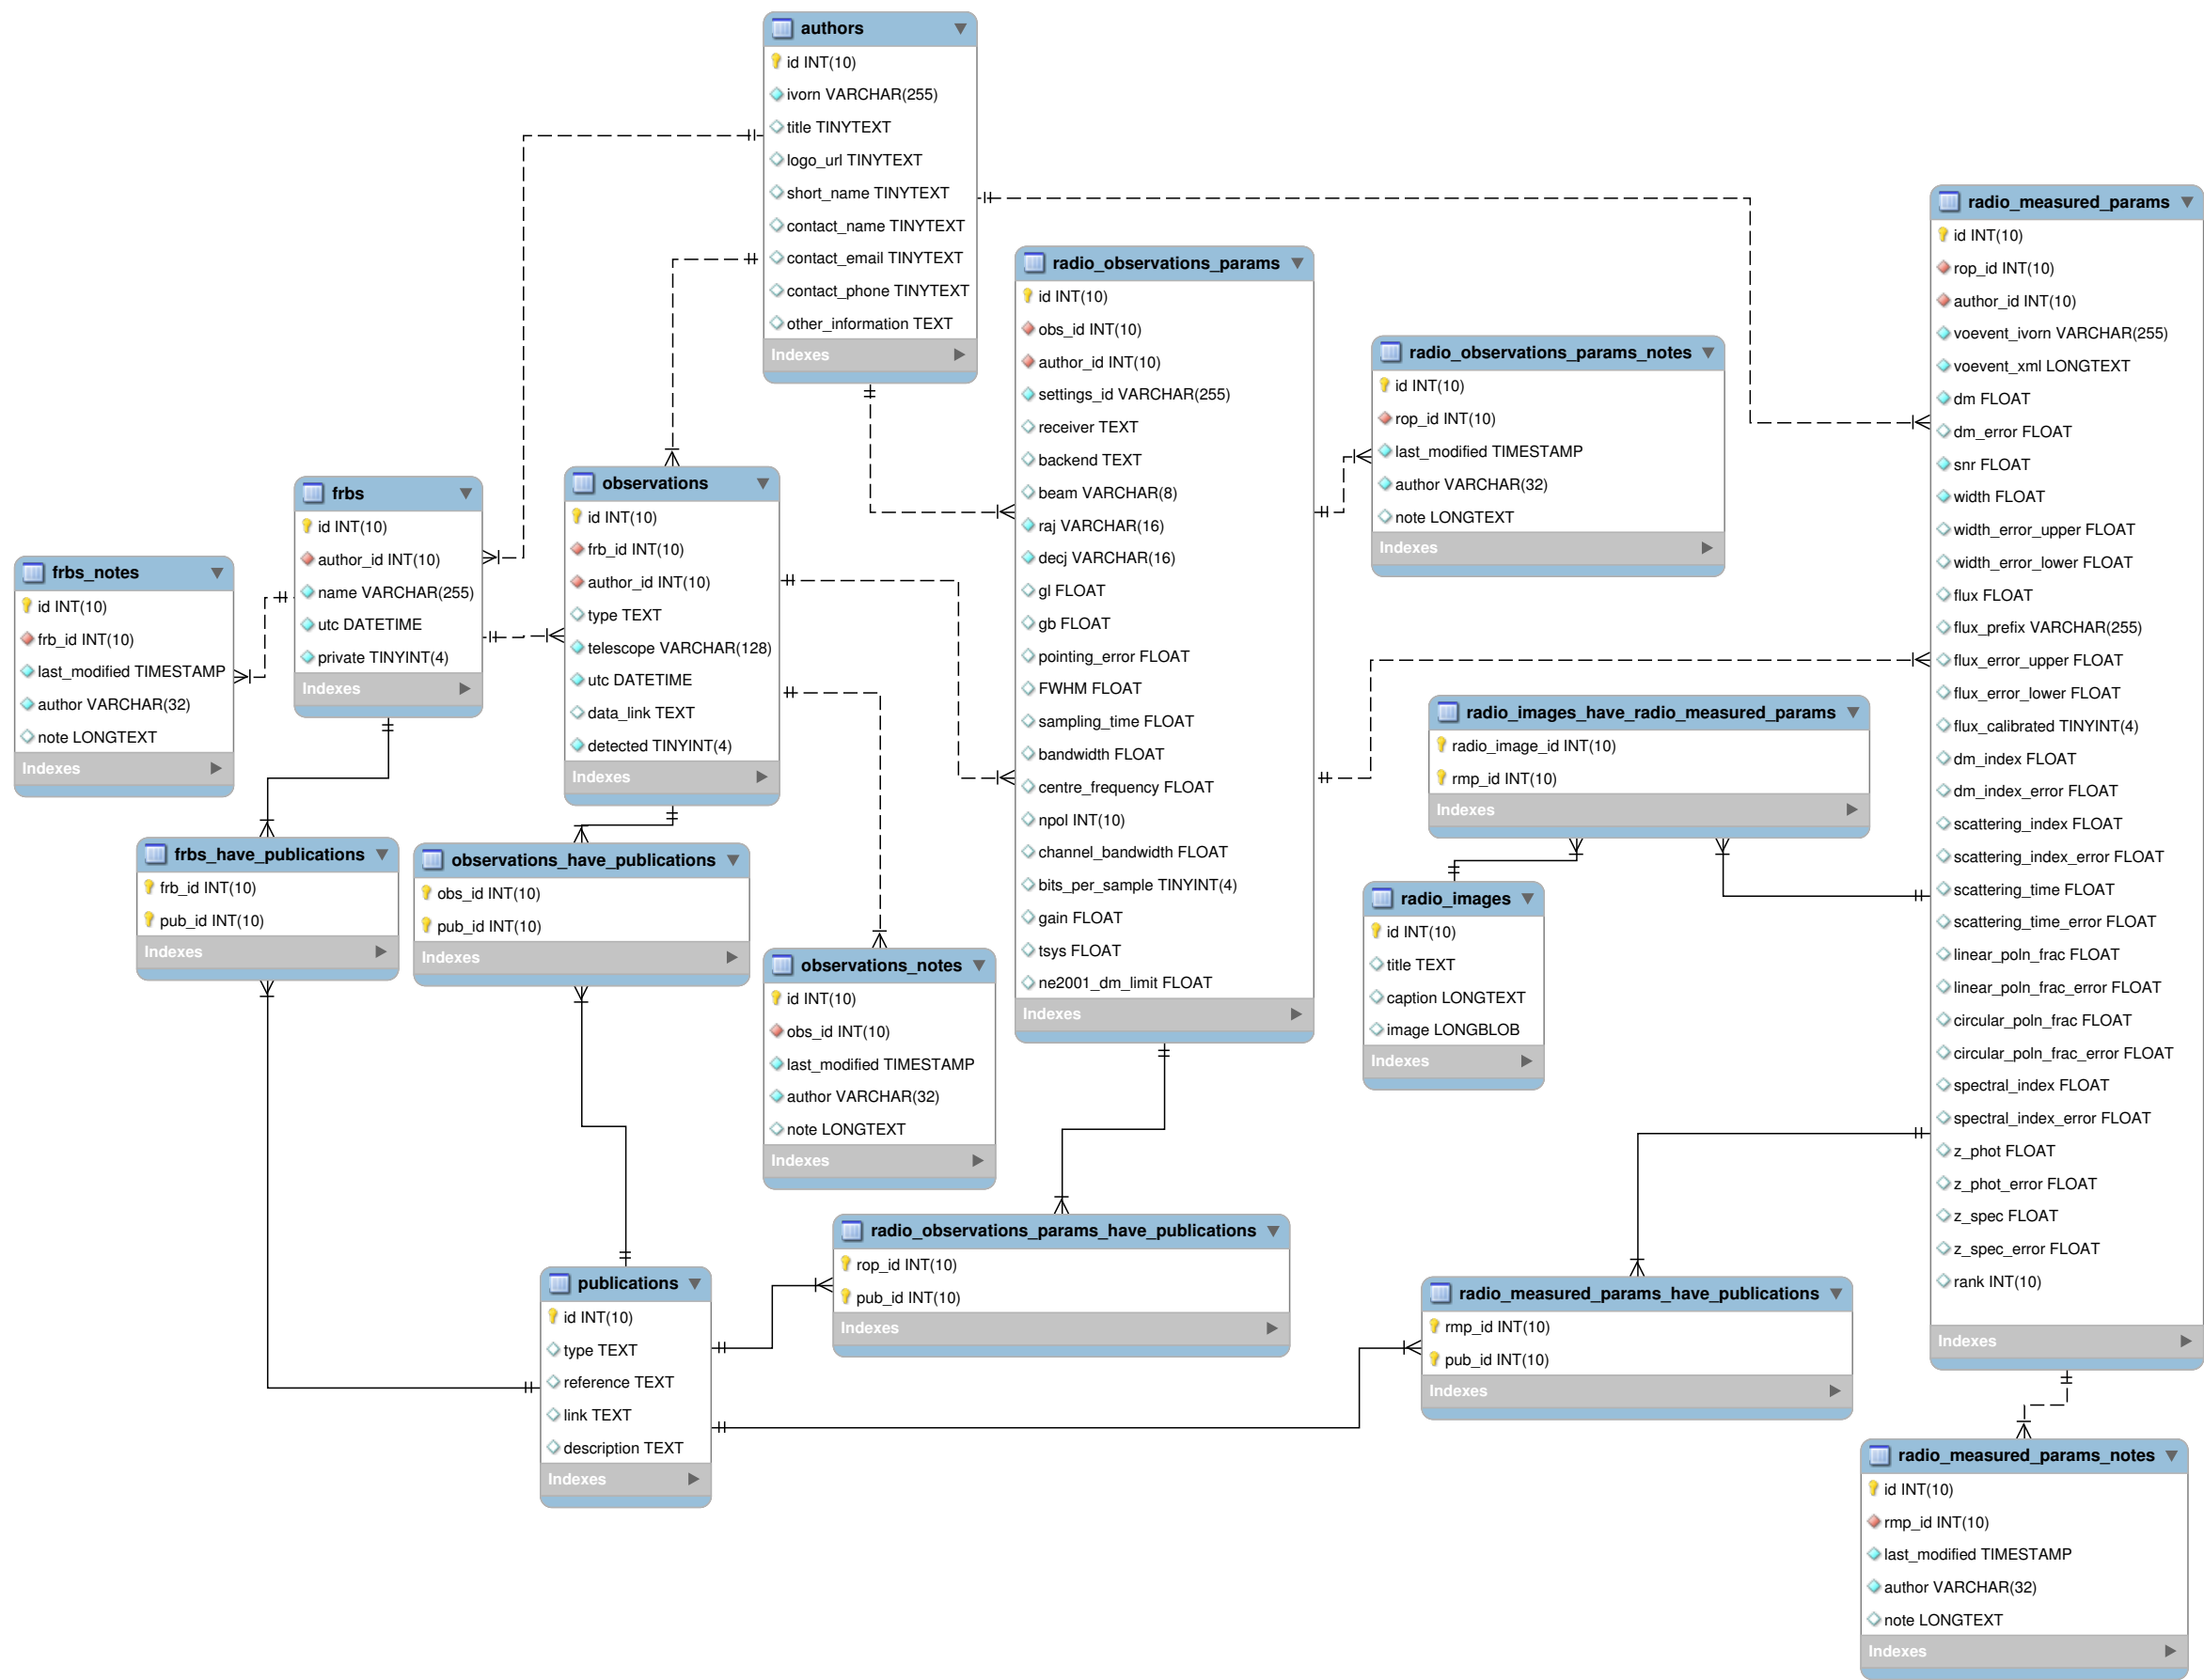 authors
id INT(10)
ivorn VARCHAR(255)
title TINYTEXT
logo_url TINYTEXT
short_name TINYTEXT
contact_name TINYTEXT
contact_email TINYTEXT
contact_phone TINYTEXT
other_information TEXT
Indexes
radio_measured_params
id INT(10)
rop_id INT(10)
author_id INT(10)
voevent_ivorn VARCHAR(255)
voevent_xml LONGTEXT
dm FLOAT
dm_error FLOAT
snr FLOAT
width FLOAT
width_error_upper FLOAT
width_error_lower FLOAT
flux FLOAT
flux_prefix VARCHAR(255)
flux_error_upper FLOAT
flux_error_lower FLOAT
flux_calibrated TINYINT(4)
dm_index FLOAT
dm_index_error FLOAT
scattering_index FLOAT
scattering_index_error FLOAT
scattering_time FLOAT
scattering_time_error FLOAT
linear_poln_frac FLOAT
linear_poln_frac_error FLOAT
circular_poln_frac FLOAT
circular_poln_frac_error FLOAT
spectral_index FLOAT
spectral_index_error FLOAT
z_phot FLOAT
z_phot_error FLOAT
z_spec FLOAT
z_spec_error FLOAT
rank INT(10)
Indexes
radio_observations_params
id INT(10)
obs_id INT(10)
author_id INT(10)
settings_id VARCHAR(255)
receiver TEXT
backend TEXT
beam VARCHAR(8)
raj VARCHAR(16)
decj VARCHAR(16)
gl FLOAT
gb FLOAT
pointing_error FLOAT
FWHM FLOAT
sampling_time FLOAT
bandwidth FLOAT
centre_frequency FLOAT
npol INT(10)
channel_bandwidth FLOAT
bits_per_sample TINYINT(4)
gain FLOAT
tsys FLOAT
ne2001_dm_limit FLOAT
Indexes
radio_observations_params_notes
id INT(10)
rop_id INT(10)
last_modified TIMESTAMP
author VARCHAR(32)
note LONGTEXT
Indexes
observations
id INT(10)
frb_id INT(10)
author_id INT(10)
type TEXT
telescope VARCHAR(128)
utc DATETIME
data_link TEXT
detected TINYINT(4)
Indexes
frbs
id INT(10)
author_id INT(10)
name VARCHAR(255)
utc DATETIME
private TINYINT(4)
Indexes
frbs_notes
id INT(10)
frb_id INT(10)
last_modified TIMESTAMP
author VARCHAR(32)
note LONGTEXT
Indexes
radio_images_have_radio_measured_params
radio_image_id INT(10)
rmp_id INT(10)
Indexes
frbs_have_publications
frb_id INT(10)
pub_id INT(10)
Indexes
observations_have_publications
obs_id INT(10)
pub_id INT(10)
Indexes
radio_images
id INT(10)
title TEXT
caption LONGTEXT
image LONGBLOB
Indexes
observations_notes
id INT(10)
obs_id INT(10)
last_modified TIMESTAMP
author VARCHAR(32)
note LONGTEXT
Indexes
radio_observations_params_have_publications
rop_id INT(10)
pub_id INT(10)
Indexes
publications
id INT(10)
type TEXT
reference TEXT
link TEXT
description TEXT
Indexes
radio_measured_params_have_publications
rmp_id INT(10)
pub_id INT(10)
Indexes
radio_measured_params_notes
id INT(10)
rmp_id INT(10)
last_modified TIMESTAMP
author VARCHAR(32)
note LONGTEXT
Indexes